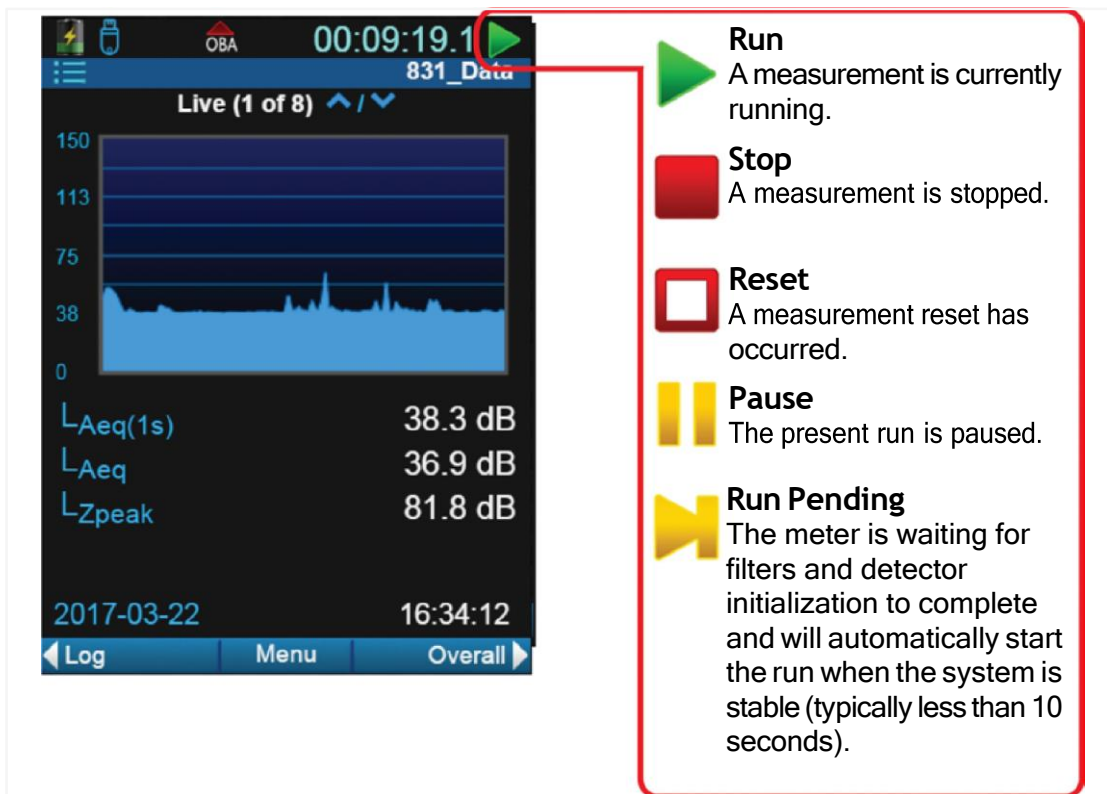 OBA 00:09:19.1
831_Data
Live (1 of 8) /
150
113
75
38
0
LAeq(1s) 38.3 dB
LAeq 36.9 dB
LZpeak 81.8 dB
2017-03-22 16:34:12
Log Menu Overall
Run
A measurement is currently
running.
Stop
A measurement is stopped.
Reset
A measurement reset has
occurred.
Pause
The present run is paused.
Run Pending
The meter is waiting for
filters and detector
initialization to complete
and will automatically start
the run when the system is
stable (typically less than 10
seconds).